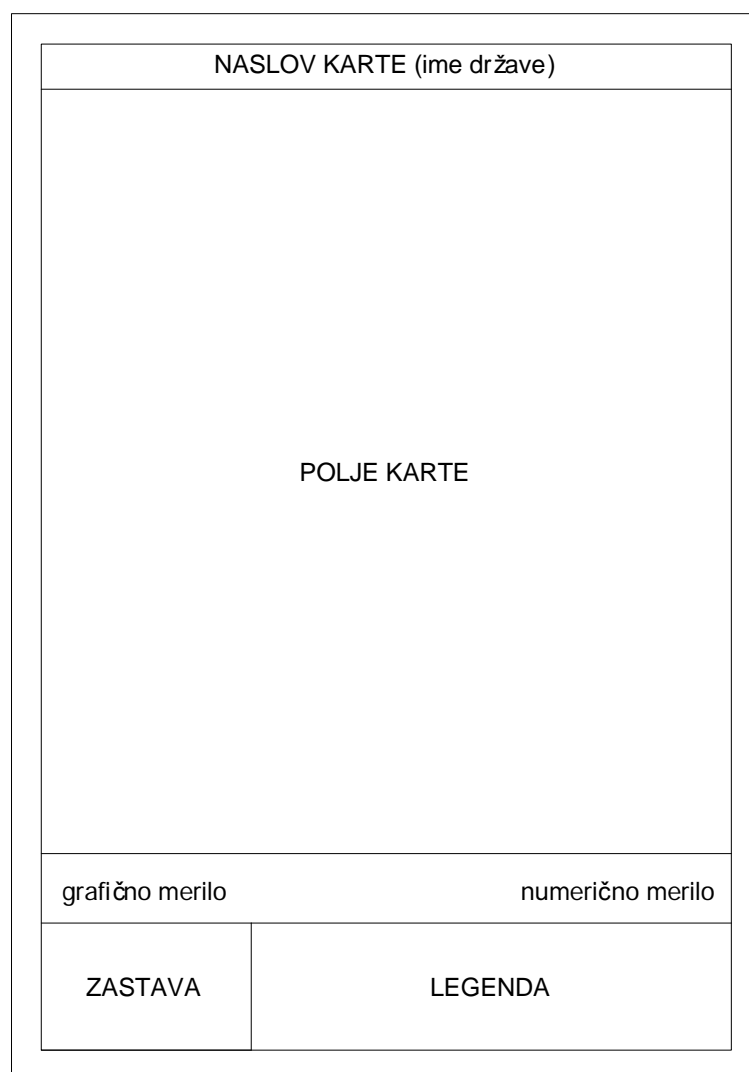 NASLOV KARTE (ime države)
POLJE KARTE
grafično merilo
numerično merilo
ZASTAVA
LEGENDA